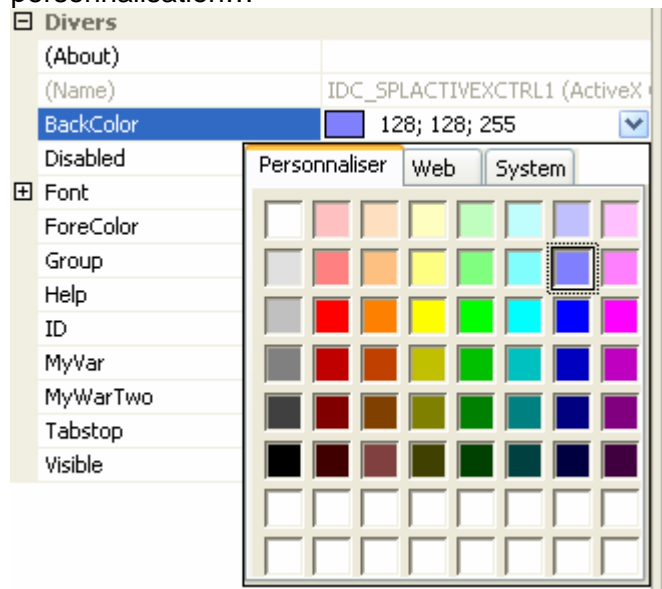 personnalisation...
Divers
(About)
(Name) IDC_SPLACTIVEXCTRL1 (ActiveX
BackColor 128; 128; 255
Disabled
Personnaliser Web System
Font
ForeColor
Group
Help
ID
MyVar
MyWarTwo
Tabstop
Visible